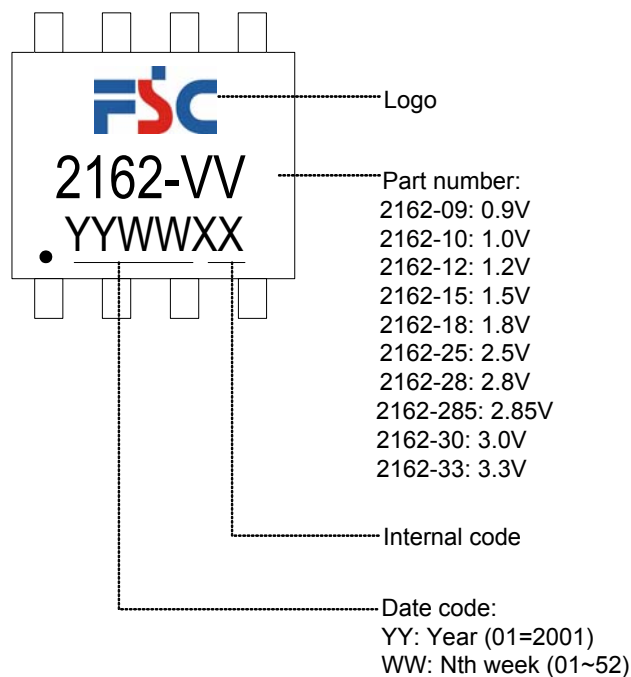 FSC
Logo
2162-VV
YYWWXX
Part number:
2162-09: 0.9V
2162-10: 1.0V
2162-12: 1.2V
2162-15: 1.5V
2162-18: 1.8V
2162-25: 2.5V
2162-28: 2.8V
2162-285: 2.85V
2162-30: 3.0V
2162-33: 3.3V
Internal code
Date code:
YY: Year (01=2001)
WW: Nth week (01~52)